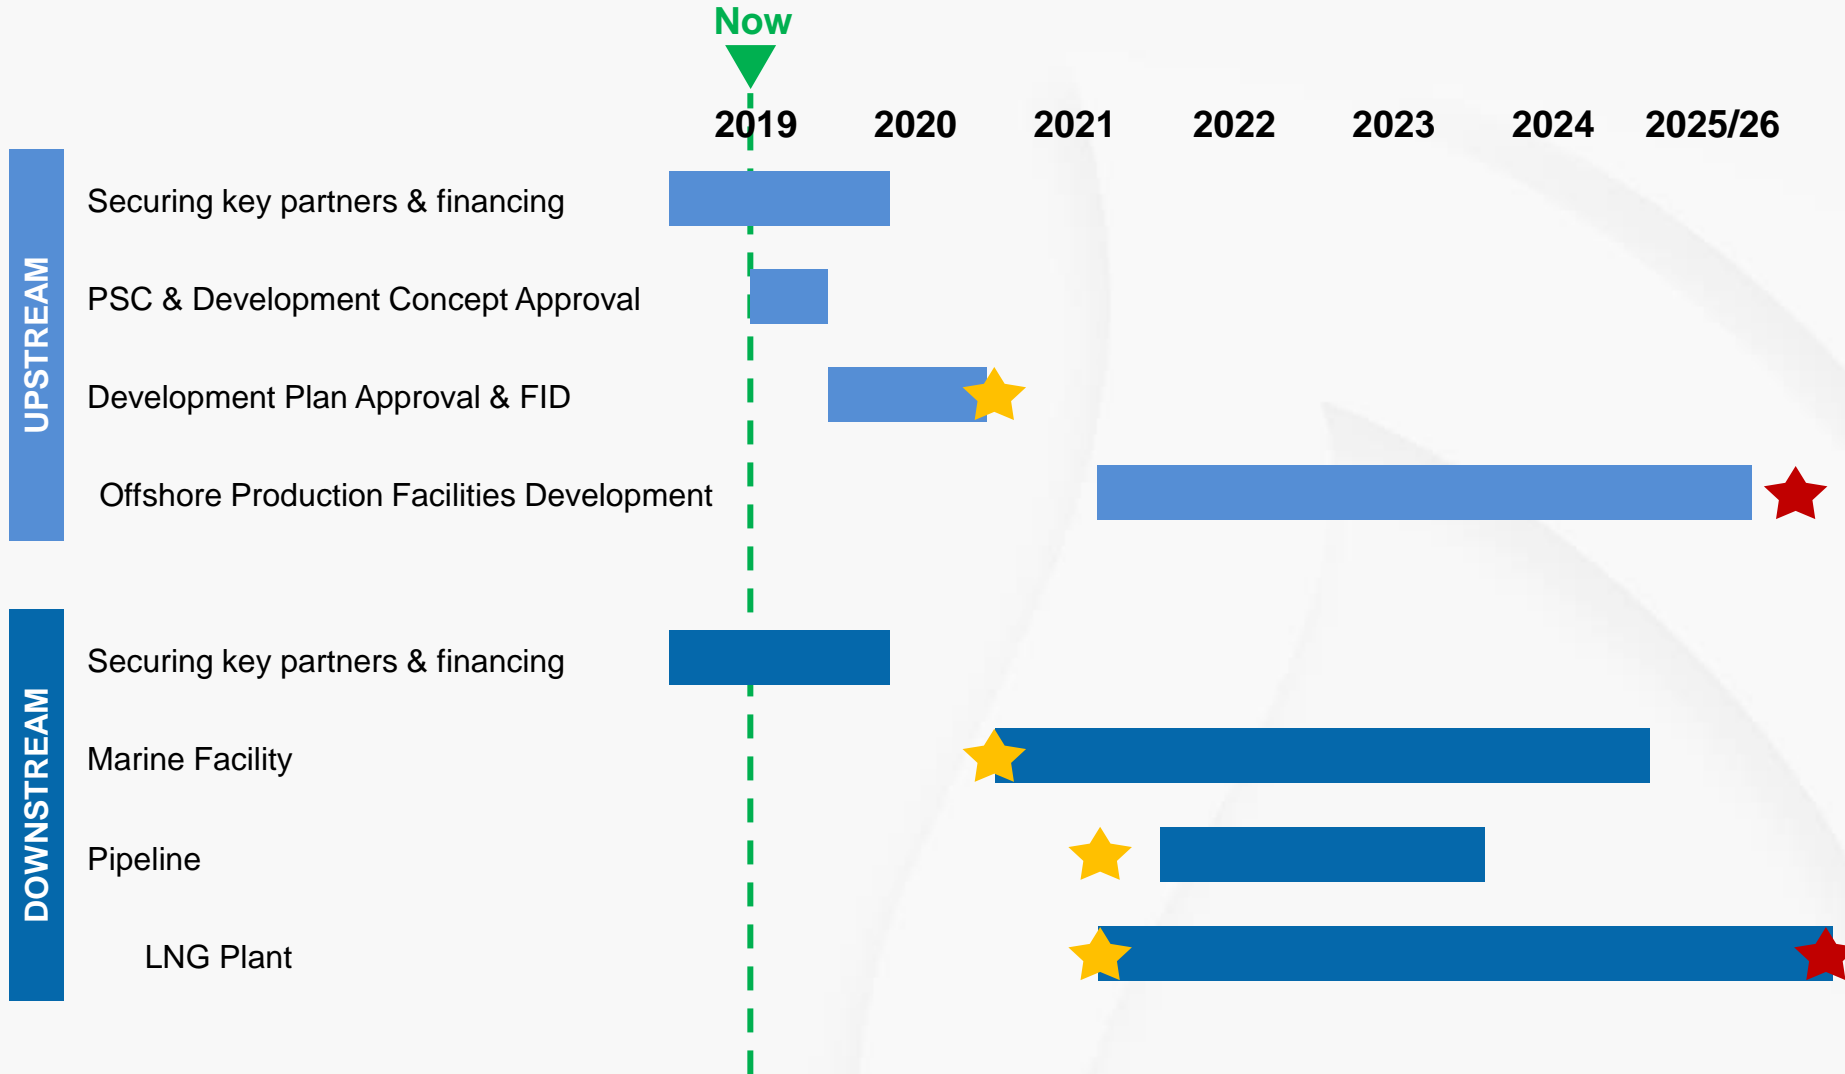 Now
2019 2020 2021 2022 2023 2024 2025/26
UPSTREAM
Securing key partners & financing
PSC & Development Concept Approval
Development Plan Approval & FID
Offshore Production Facilities Development
DOWNSTREAM
Securing key partners & financing
Marine Facility
Pipeline
LNG Plant